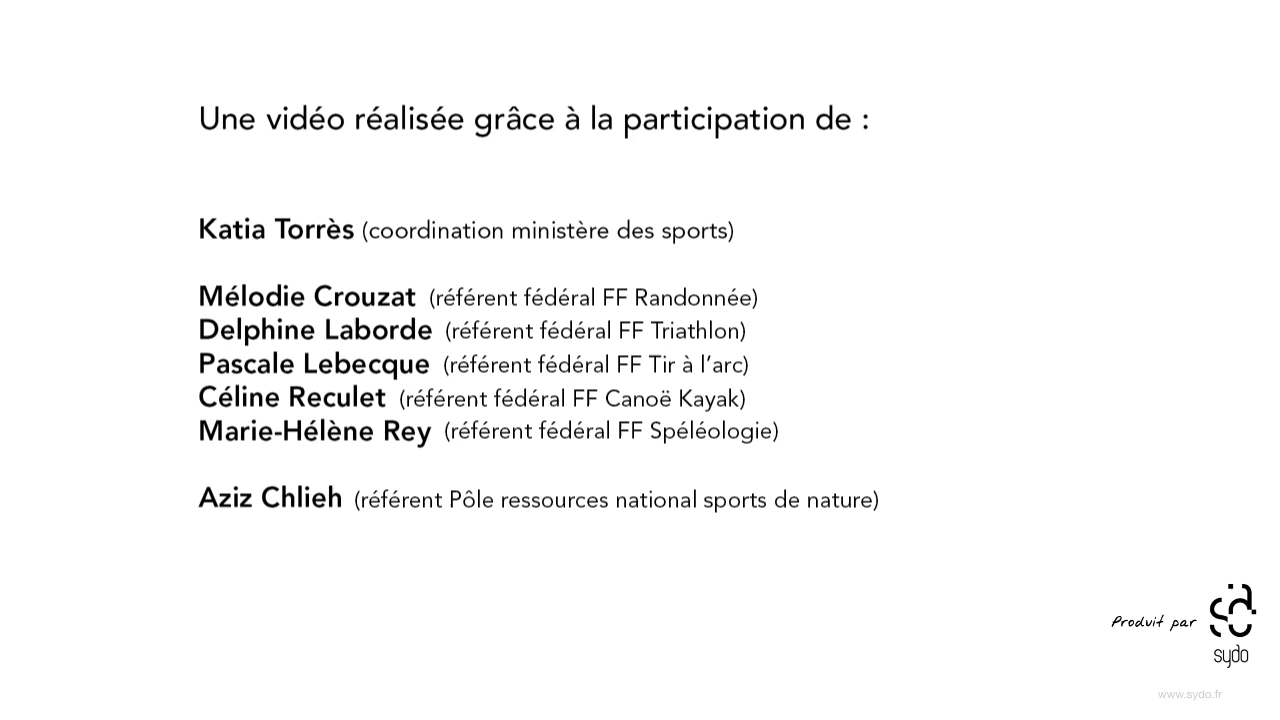 Une vidéo réalisée grâce à la participation de :
Katia Torrès (coordination ministère des sports)
Mélodie Crouzat (référent fédéral FF Randonnée)
Delphine Laborde (référent fédéral FF Triathlon)
Pascale Lebecque (référent fédéral FF Tir à l’arc)
Céline Reculet (référent fédéral FF Canoë Kayak)
Marie-Hélène Rey (référent fédéral FF Spéléologie)
Aziz Chlieh (référent Pôle ressources national sports de nature)
Produit par
sydo
www.sydo.fr